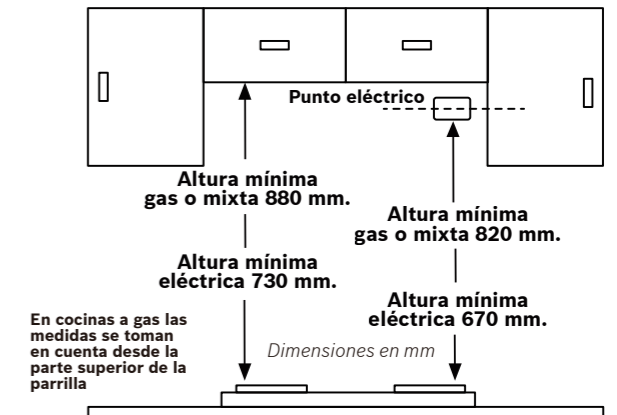 Punto eléctrico
Altura mínima
gas o mixta 880 mm.
Altura mínima
gas o mixta 820 mm.
Altura mínima
eléctrica 730 mm.
Altura mínima
eléctrica 670 mm.
En cocinas a gas las
medidas se toman
en cuenta desde la
parte superior de la
parrilla
Dimensiones en mm